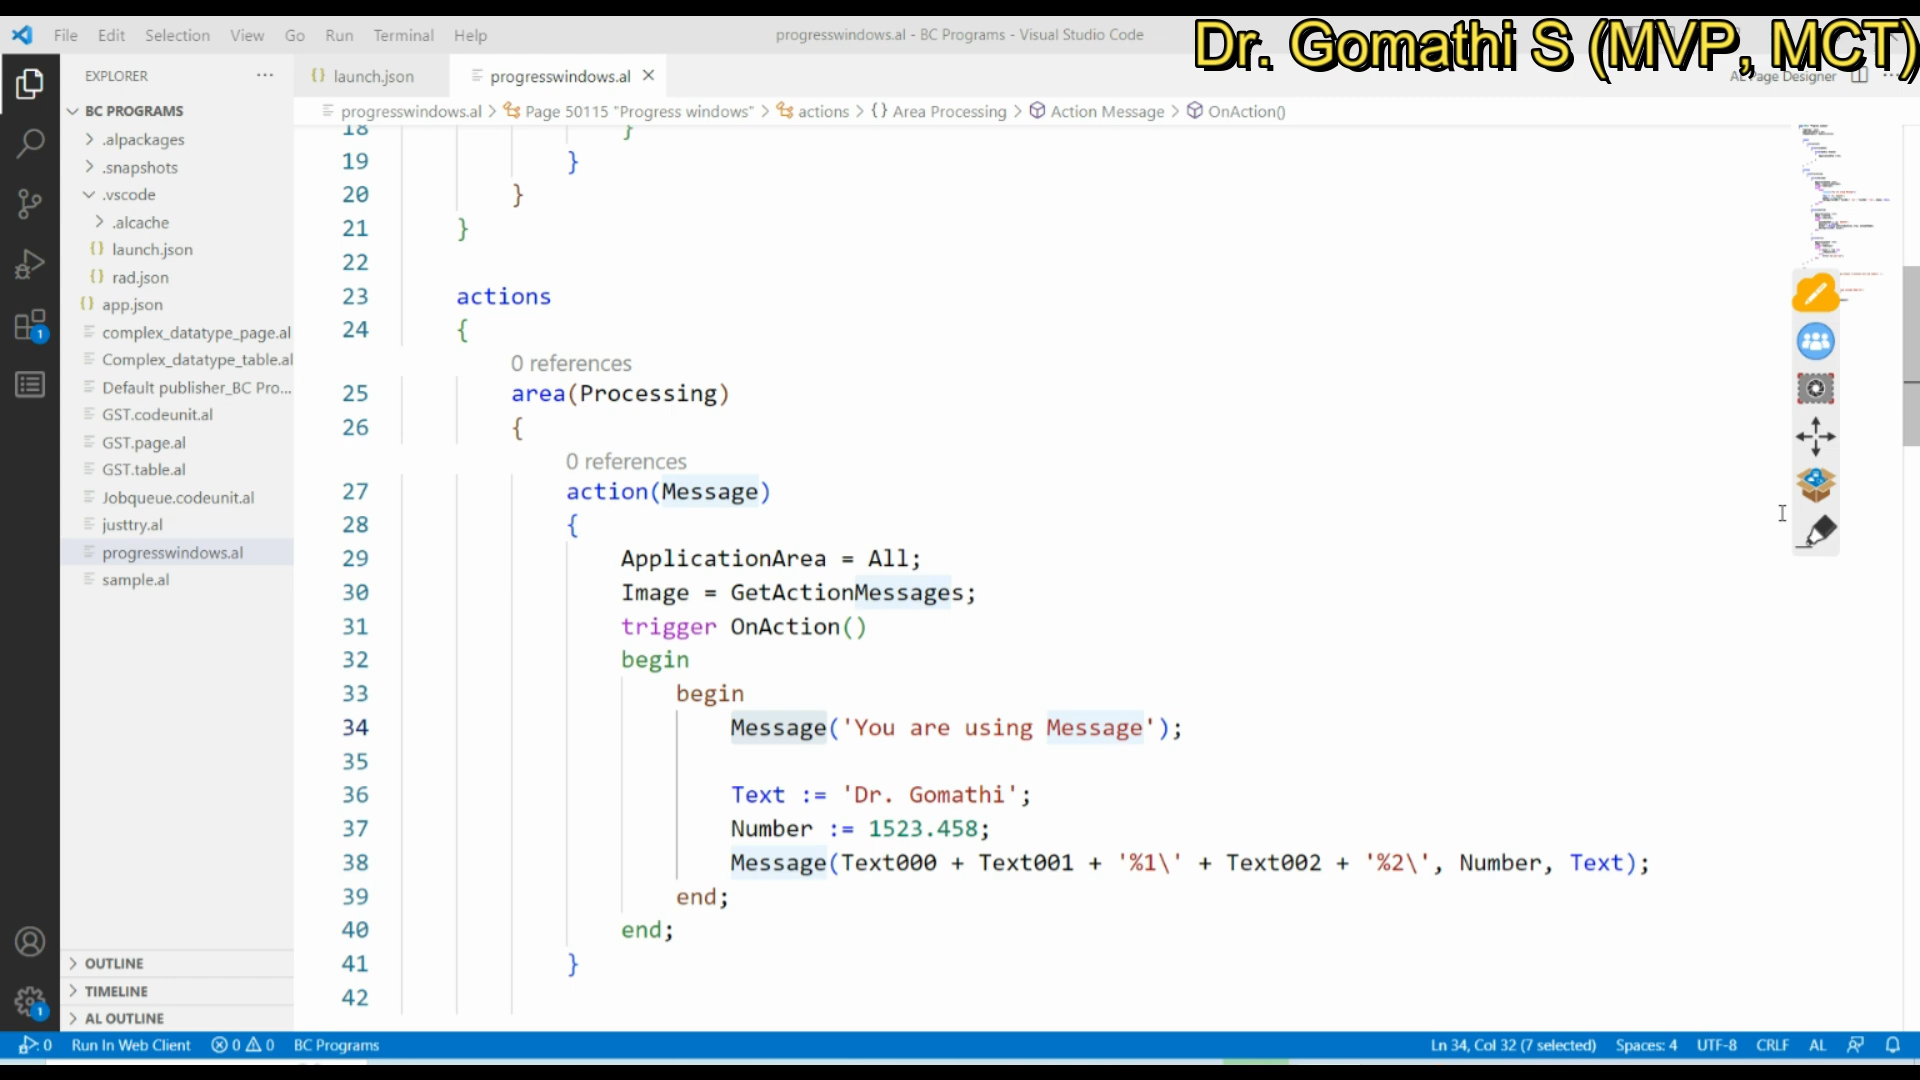 File Edit Selection View Go Run Terminal Help
progresswindows.al - BC Programs - Visual Studio Code
Dr. Gomathi S (MVP, MCT)
EXPLORER
launch.json
progresswindows.al
AL Page Designer
BC PROGRAMS
progresswindows.al > Page 50115 "Progress windows" > actions > {} Area Processing > Action Message > OnAction()
.alpackages
.snapshots
.vscode
.alcache
launch.json
rad.json
app.json
complex_datatype_page.al
Complex_datatype_table.al
Default publisher_BC Pro...
GST.codeunit.al
GST.page.al
GST.table.al
Jobqueue.codeunit.al
justtry.al
progresswindows.al
sample.al
OUTLINE
TIMELINE
AL OUTLINE
18 }
19 }
20 }
21 }
22
23 actions
24 {
0 references
25 area(Processing)
26 {
0 references
27 action(Message)
28 {
29 ApplicationArea = All;
30 Image = GetActionMessages;
31 trigger OnAction()
32 begin
33 begin
34 Message('You are using Message');
35
36 Text := 'Dr. Gomathi';
37 Number := 1523.458;
38 Message(Text000 + Text001 + '%1\' + Text002 + '%2\', Number, Text);
39 end;
40 end;
41 }
42
0 Run In Web Client 0 0 BC Programs
Ln 34, Col 32 (7 selected) Spaces: 4 UTF-8 CRLF AL